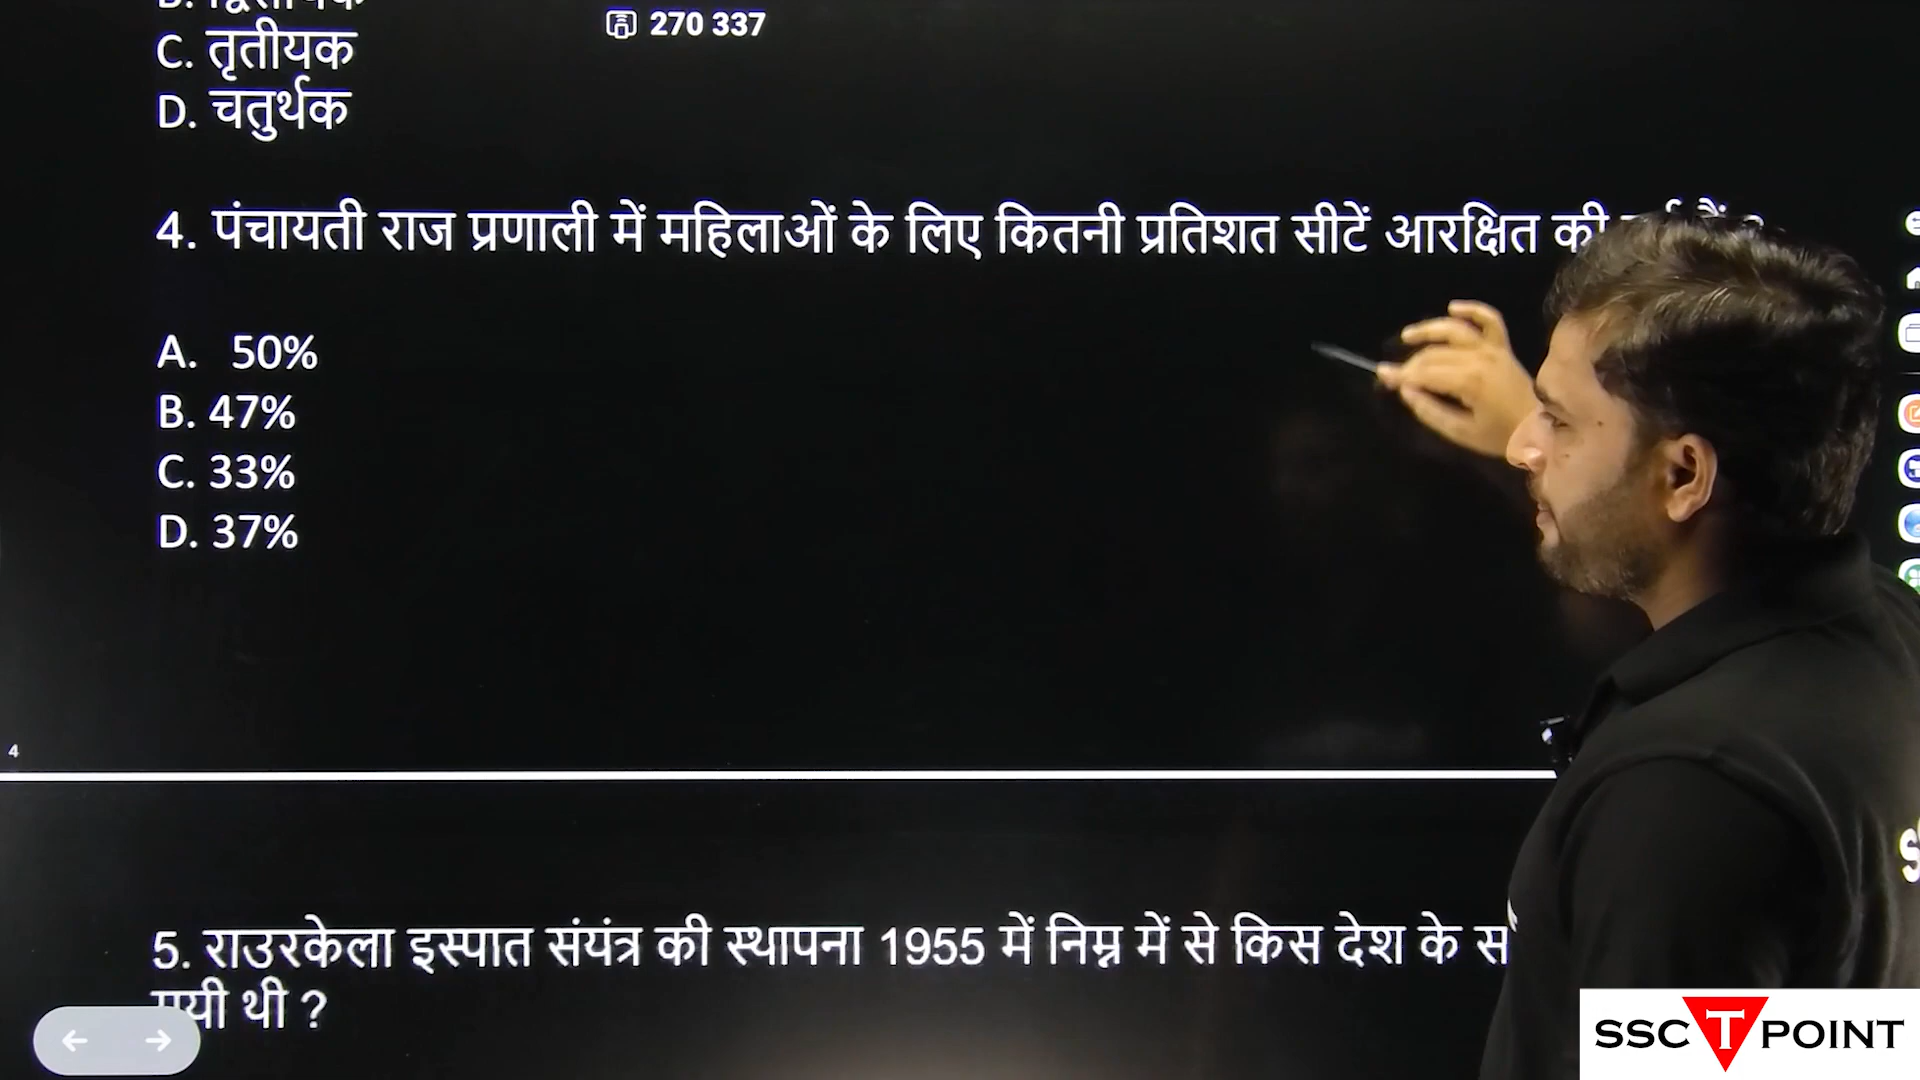 270 337
C. तृतीयक
D. चतुर्थक
4. पंचायती राज प्रणाली में महिलाओं के लिए कितनी प्रतिशत सीटें आरक्षित की
A. 50%
B. 47%
C. 33%
D. 37%
4
5. राउरकेला इस्पात संयंत्र की स्थापना 1955 में निम्न में से किस देश के
गयी थी ?
SSC T POINT